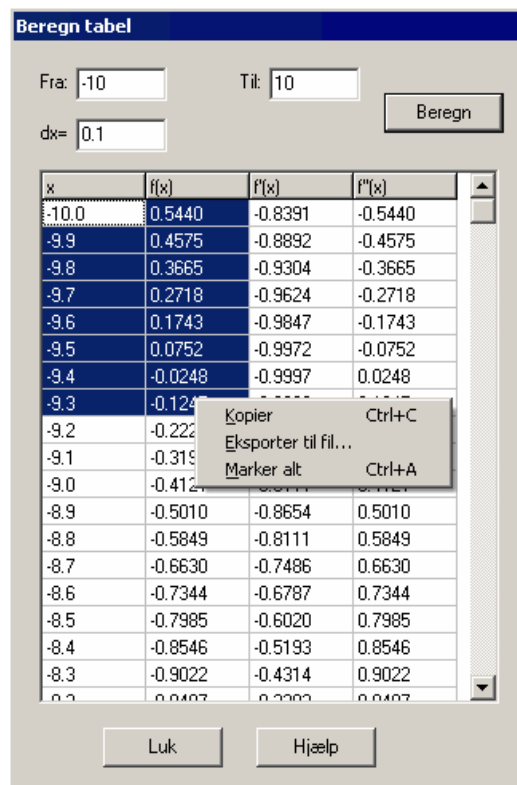 Beregn tabel
Fra: -10 Til: 10
Beregn
dx= 0.1
x f(x) f'(x) f''(x)
-10.0 0.5440 -0.8391 -0.5440
-9.9 0.4575 -0.8892 -0.4575
-9.8 0.3665 -0.9304 -0.3665
-9.7 0.2718 -0.9624 -0.2718
-9.6 0.1743 -0.9847 -0.1743
-9.5 0.0752 -0.9972 -0.0752
-9.4 -0.0248 -0.9997 0.0248
-9.3
Kopier Ctrl+C
-9.2
Eksporter til fil...
-9.1
Marker alt Ctrl+A
-9.0
-8.9 -0.5010 -0.8654 0.5010
-8.8 -0.5849 -0.8111 0.5849
-8.7 -0.6630 -0.7486 0.6630
-8.6 -0.7344 -0.6787 0.7344
-8.5 -0.7985 -0.6020 0.7985
-8.4 -0.8546 -0.5193 0.8546
-8.3 -0.9022 -0.4314 0.9022
Luk Hjælp